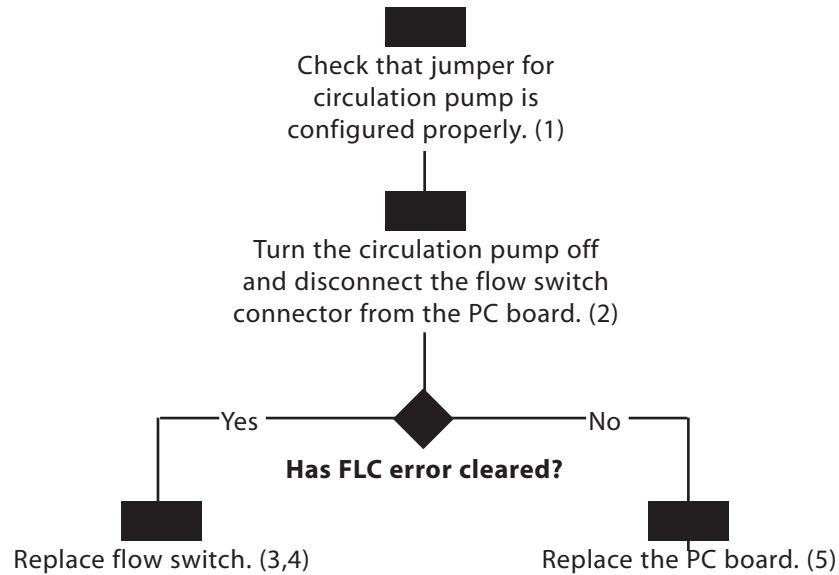 Check that jumper for
circulation pump is
configured properly. (1)
Turn the circulation pump off
and disconnect the flow switch
connector from the PC board. (2)
Yes
No
Has FLC error cleared?
Replace flow switch. (3,4)
Replace the PC board. (5)